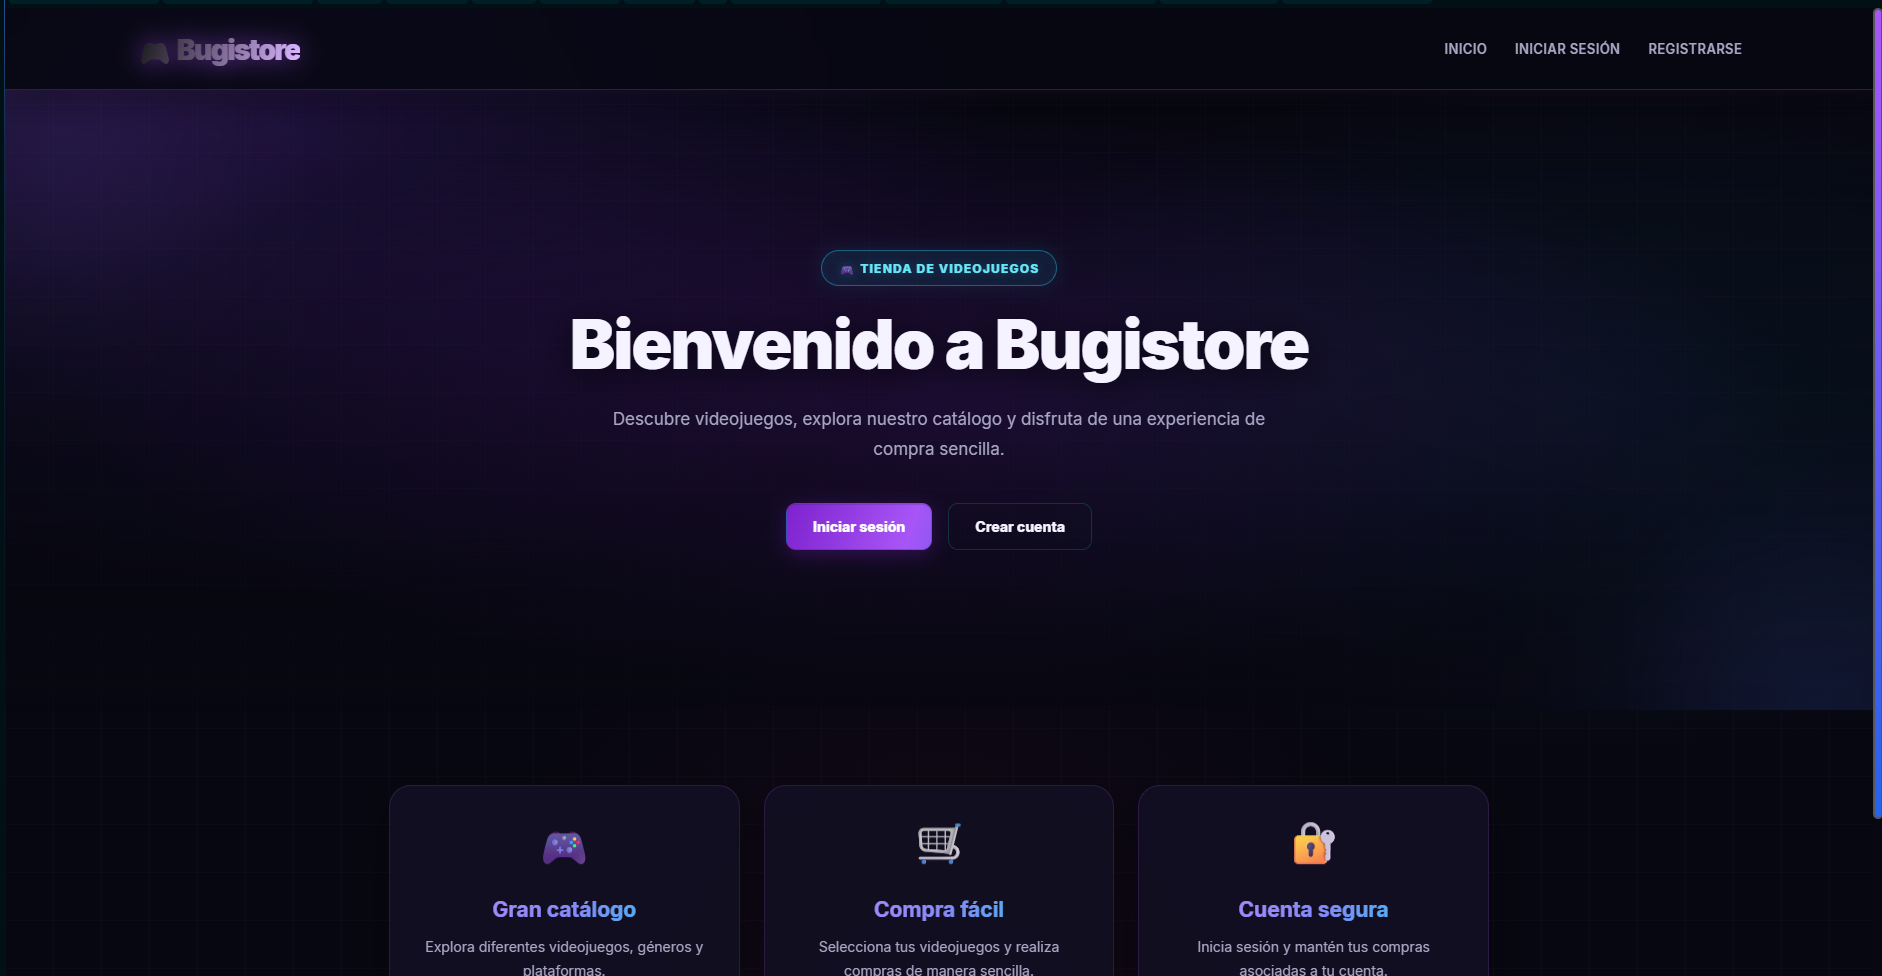 Bugistore
INICIO
INICIAR SESIÓN
REGISTRARSE
TIENDA DE VIDEOJUEGOS
Bienvenido a Bugistore
Descubre videojuegos, explora nuestro catálogo y disfruta de una experiencia de
compra sencilla.
Iniciar sesión
Crear cuenta
Gran catálogo
Explora diferentes videojuegos, géneros y
plataformas.
Compra fácil
Selecciona tus videojuegos y realiza
compras de manera sencilla.
Cuenta segura
Inicia sesión y mantén tus compras
asociadas a tu cuenta.